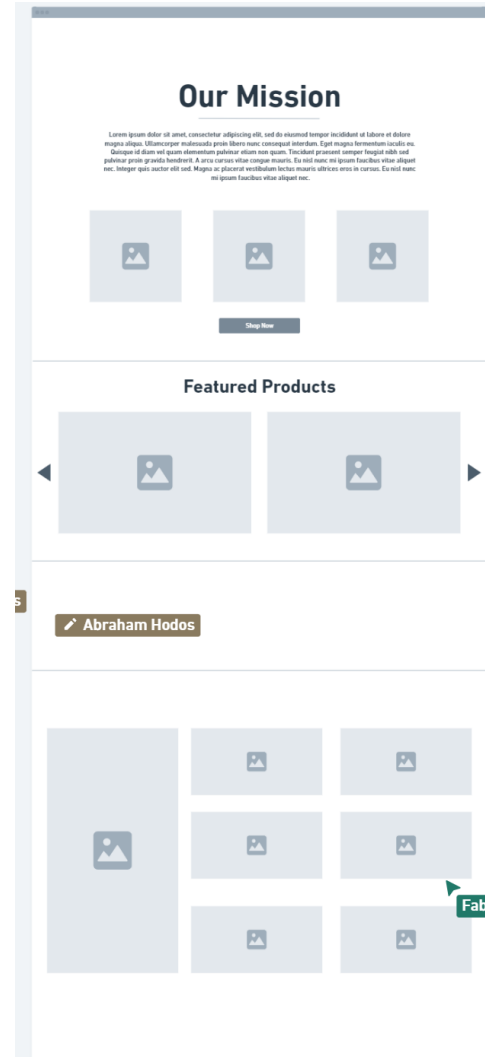 Our Mission
Lorem ipsum dolor sit amet, consectetur adipiscing elit, sed do eiusmod tempor incididunt ut labore et dolore
magna aliqua. Ullamcorper malesuada proin libero nunc consequat interdum. Eget magna fermentum iaculis eu.
Quisque id diam vel quam elementum pulvinar etiam non quam. Tincidunt praesent semper feugiat nibh sed
pulvinar proin gravida hendrerit. A arcu cursus vitae congue mauris. Eu nisl nunc mi ipsum faucibus vitae aliquet
nec. Integer quis auctor elit sed. Magna ac placerat vestibulum lectus mauris ultrices eros in cursus. Eu nisl nunc
mi ipsum faucibus vitae aliquet nec.
Shop Now
Featured Products
s
Abraham Hodos
Fab